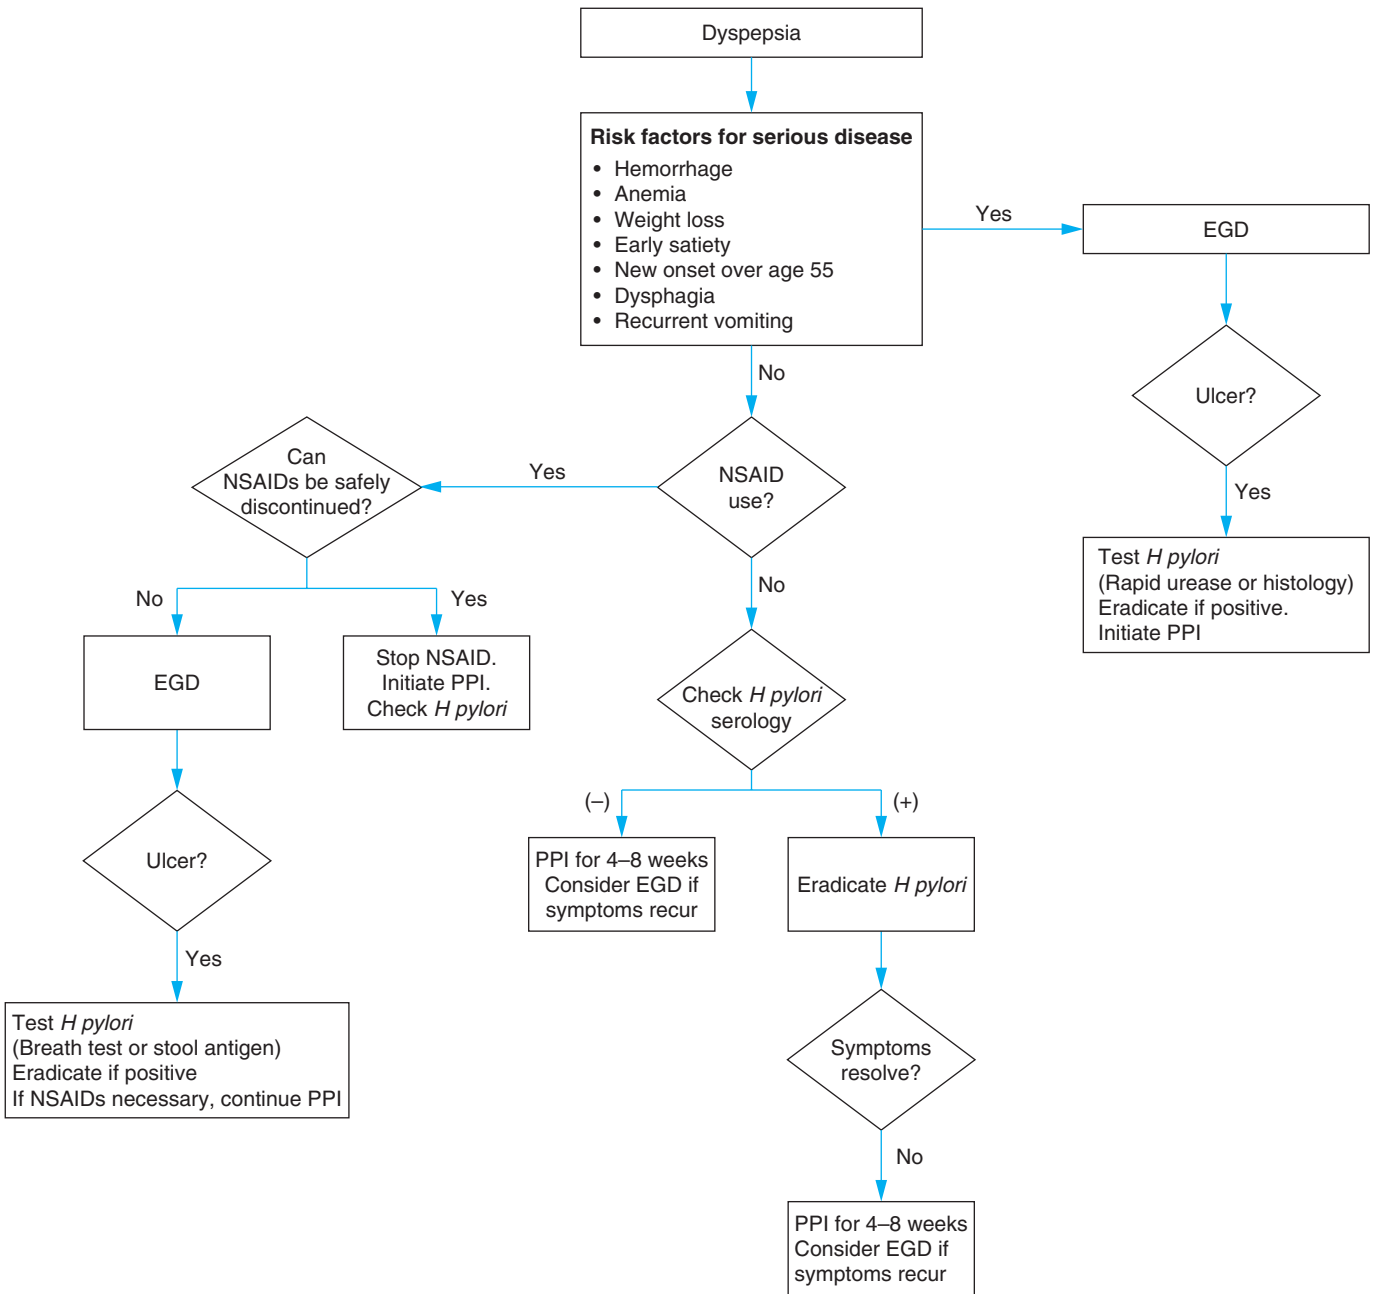 Dyspepsia
Risk factors for serious disease
• Hemorrhage
• Anemia
• Weight loss
• Early satiety
• New onset over age 55
• Dysphagia
• Recurrent vomiting
Yes
EGD
Ulcer?
Yes
Test H pylori
(Rapid urease or histology)
Eradicate if positive.
Initiate PPI
No
NSAID
use?
Yes
Can
NSAIDs be safely
discontinued?
No
EGD
Ulcer?
Yes
Test H pylori
(Breath test or stool antigen)
Eradicate if positive
If NSAIDs necessary, continue PPI
Yes
Stop NSAID.
Initiate PPI.
Check H pylori
No
Check H pylori
serology
(–)
PPI for 4–8 weeks
Consider EGD if
symptoms recur
(+)
Eradicate H pylori
Symptoms
resolve?
No
PPI for 4–8 weeks
Consider EGD if
symptoms recur